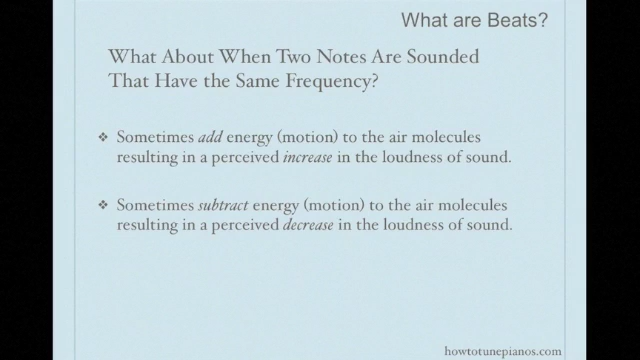 What are Beats?
What About When Two Notes Are Sounded
That Have the Same Frequency?
❖ Sometimes add energy (motion) to the air molecules
resulting in a perceived increase in the loudness of sound.
❖ Sometimes subtract energy (motion) to the air molecules
resulting in a perceived decrease in the loudness of sound.
howtotunepianos.com